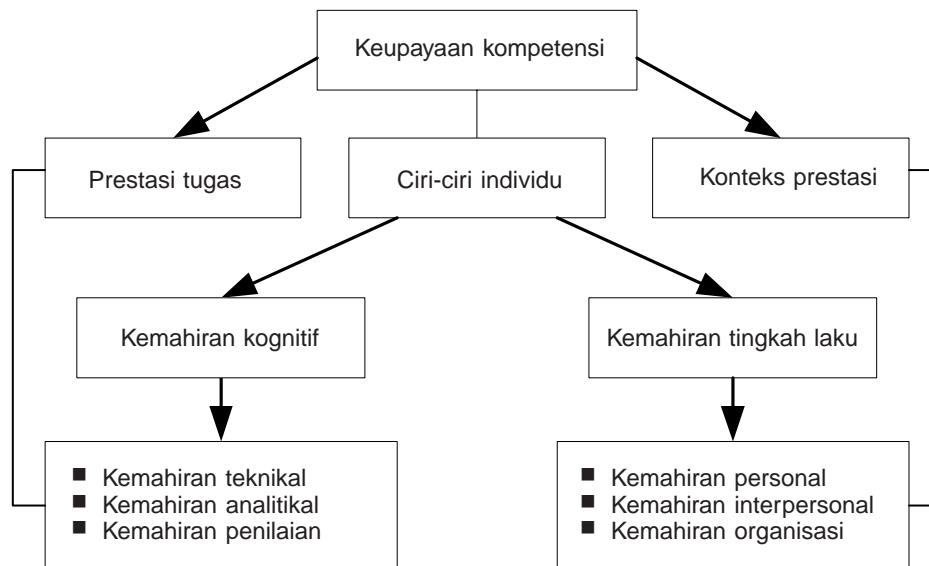 Keupayaan kompetensi
Prestasi tugas
Ciri-ciri individu
Konteks prestasi
Kemahiran kognitif
Kemahiran tingkah laku
■ Kemahiran teknikal
■ Kemahiran analitikal
■ Kemahiran penilaian
■ Kemahiran personal
■ Kemahiran interpersonal
■ Kemahiran organisasi